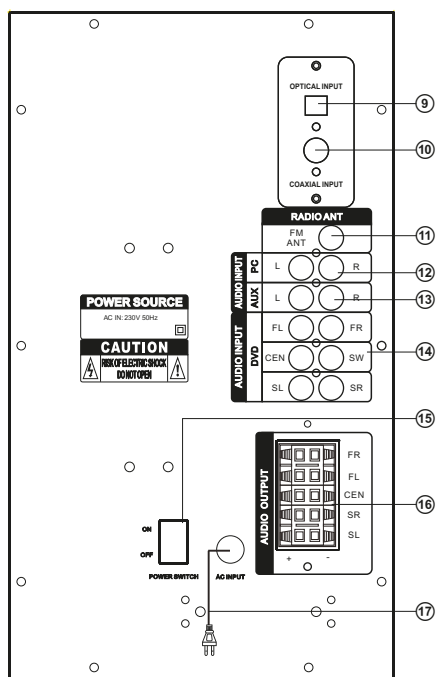 OPTICAL INPUT
9
10
COAXIAL INPUT
RADIO ANT
FM
ANT
11
AUDIO INPUT
PC
L
R
12
AUX
L
R
13
AUDIO INPUT
DVD
FL
FR
CEN
SW
14
SL
SR
POWER SOURCE
AC IN: 230V 50Hz
CAUTION
RISK OF ELECTRIC SHOCK
DO NOT OPEN
15
AUDIO OUTPUT
FR
FL
CEN
16
SR
SL
+ -
ON
OFF
POWER SWITCH
AC INPUT
17